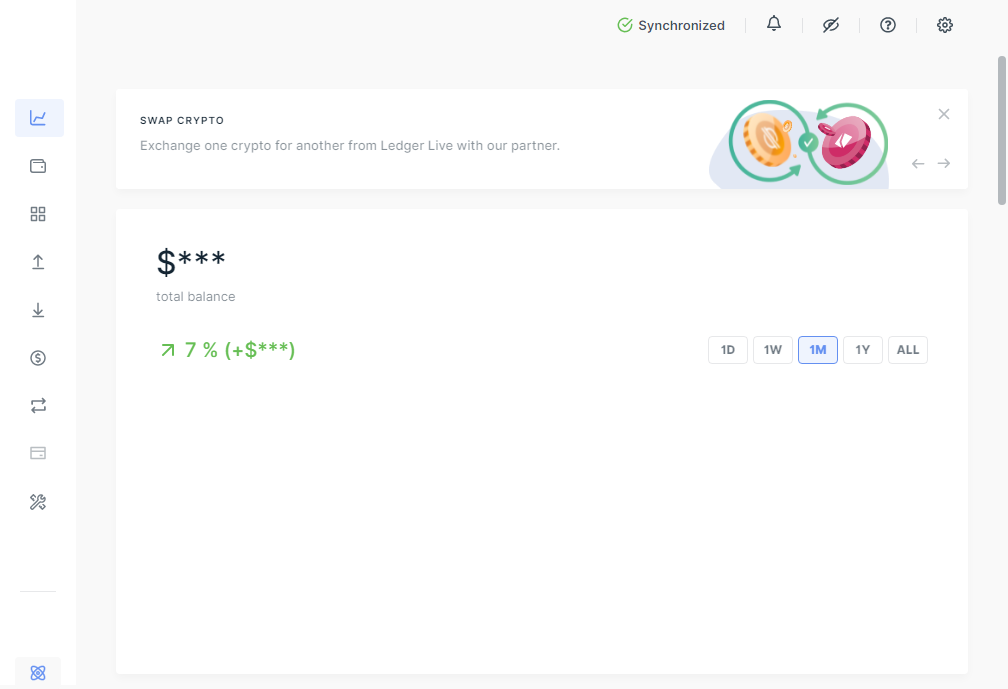 Synchronized
SWAP CRYPTO
Exchange one crypto for another from Ledger Live with our partner.
$***
total balance
7 % (+$***)
1D 1W 1M 1Y ALL